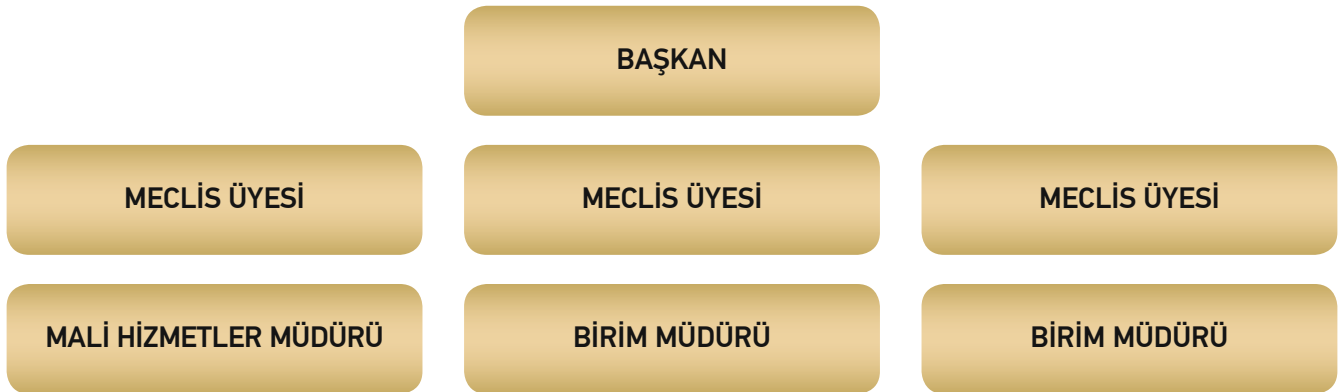 BAŞKAN
MECLİS ÜYESİ
MECLİS ÜYESİ
MECLİS ÜYESİ
MALİ HİZMETLER MÜDÜRÜ
BİRİM MÜDÜRÜ
BİRİM MÜDÜRÜ